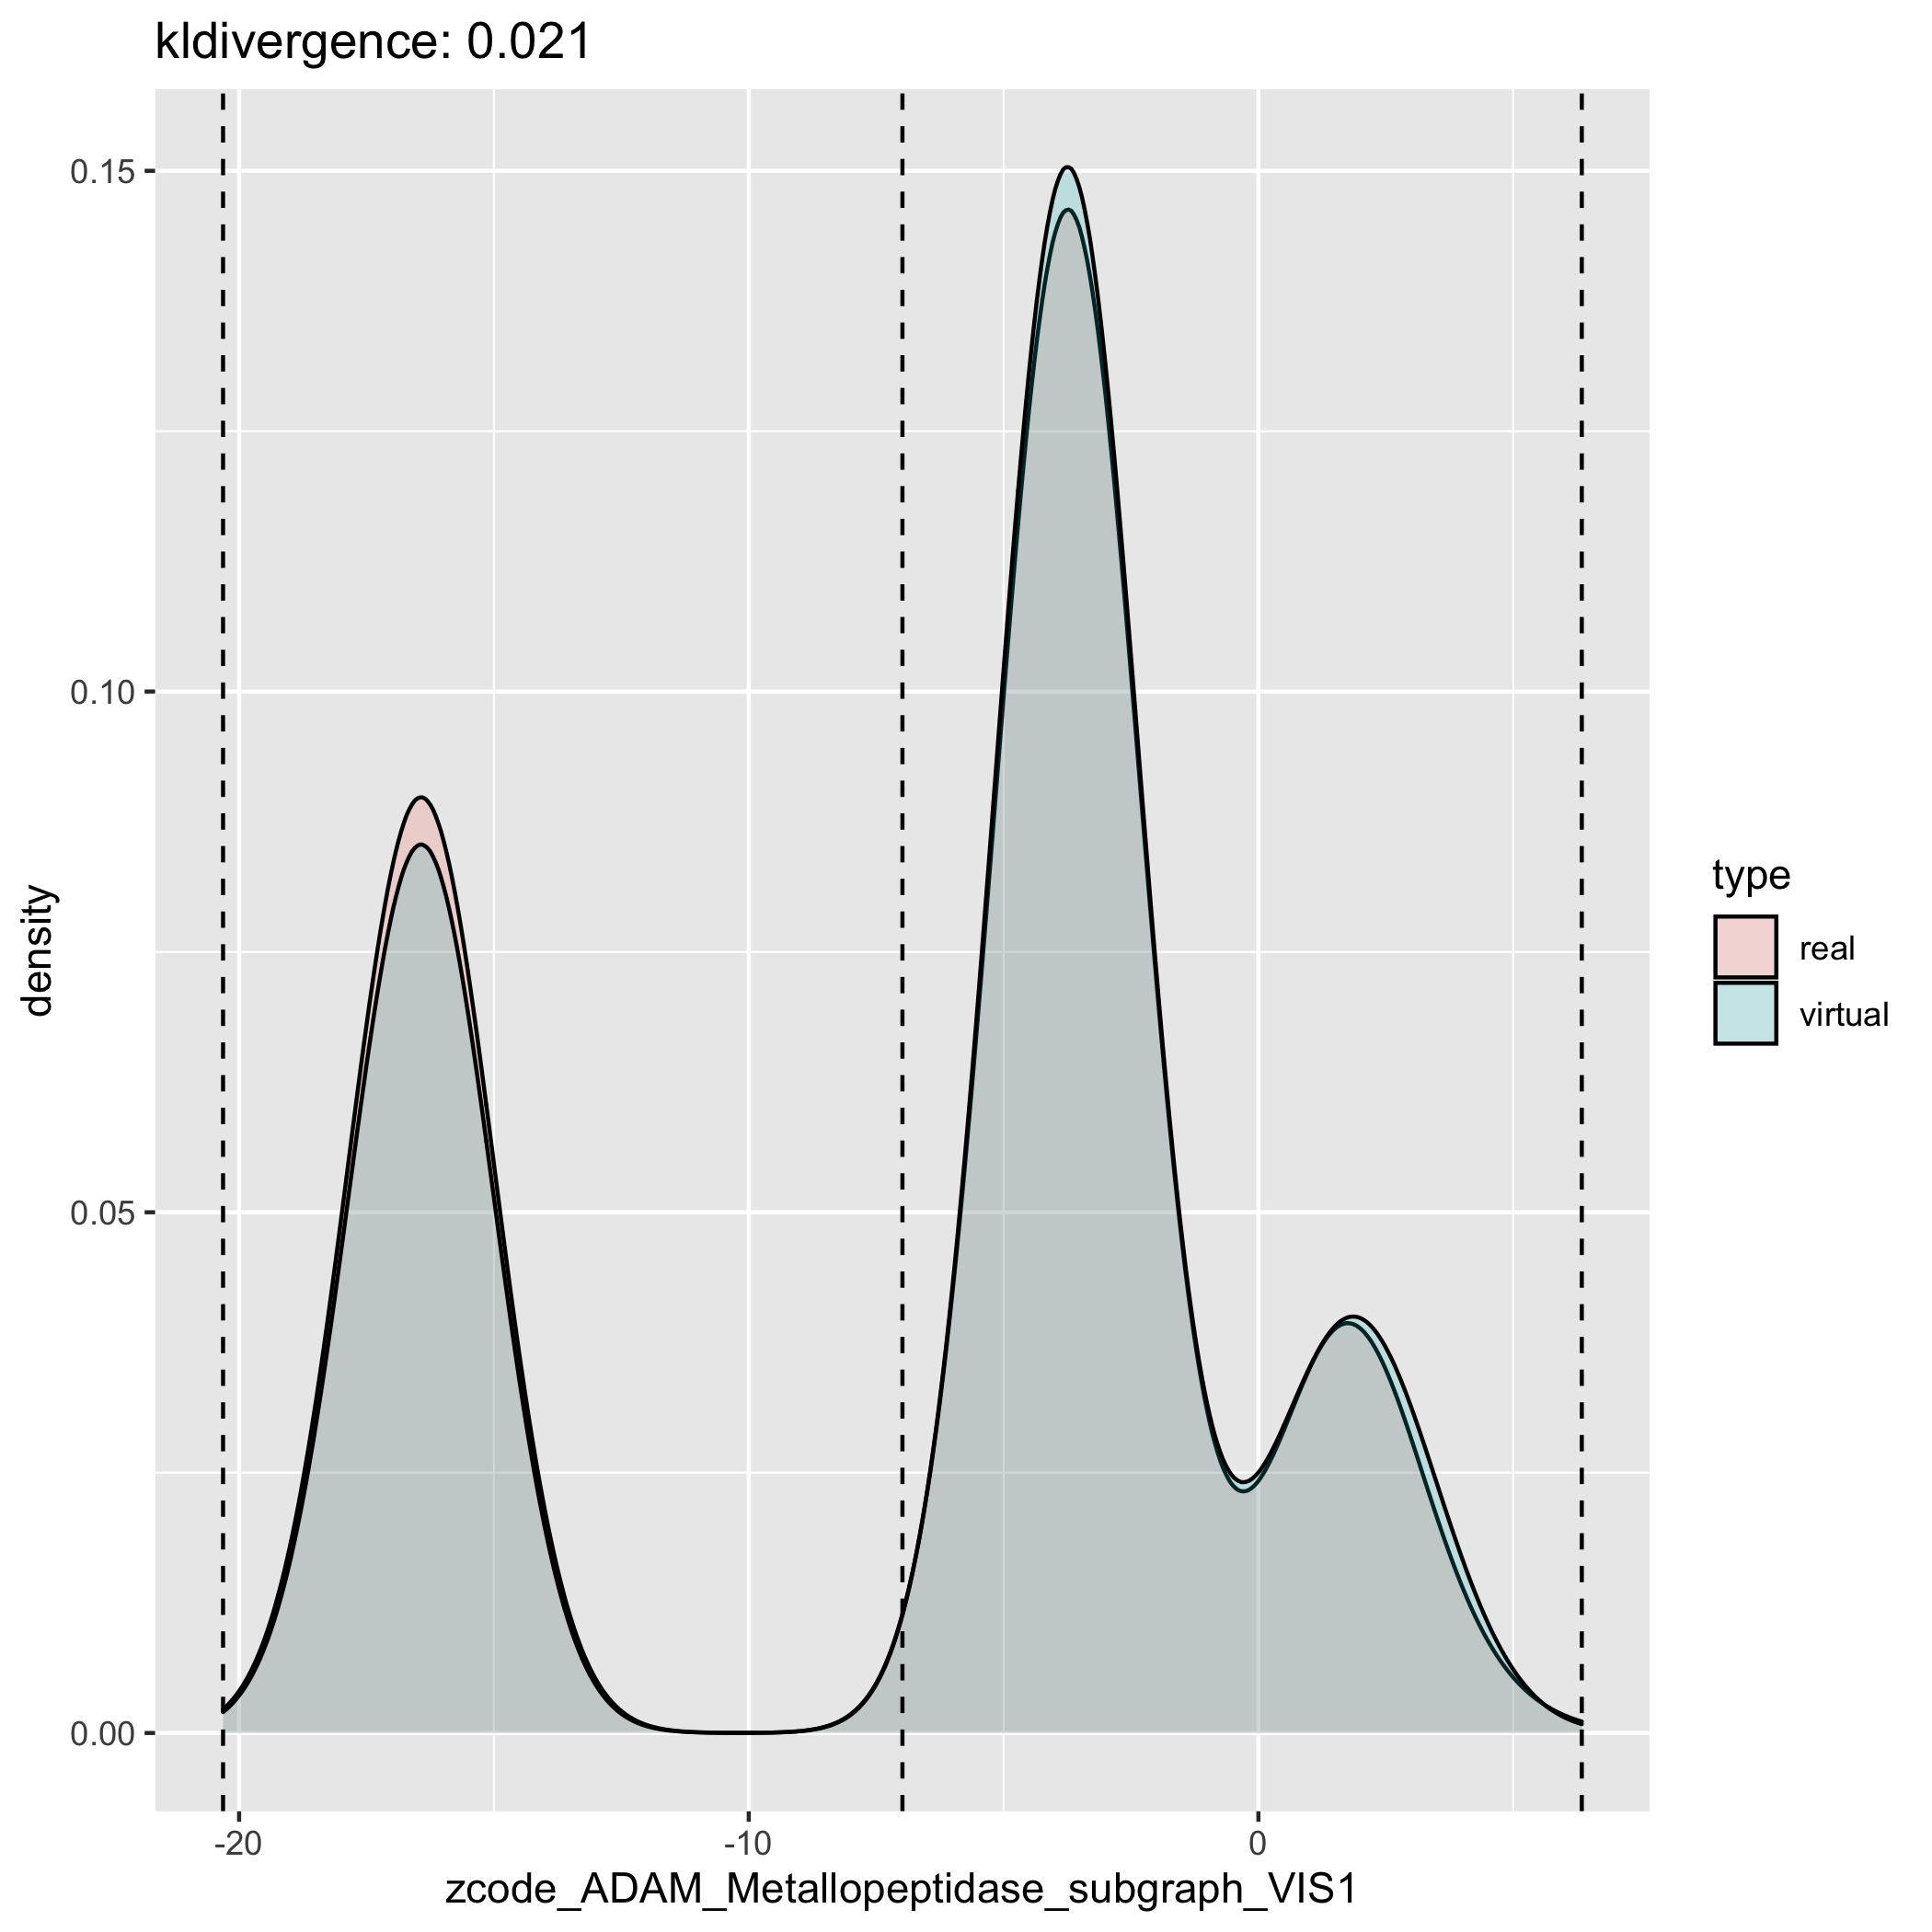 kldivergence: 0.021
0.15
0.10
0.05
0.00
density
-20
-10
0
zcode_ADAM_Metallopeptidase_subgraph_VIS1
type
real
virtual